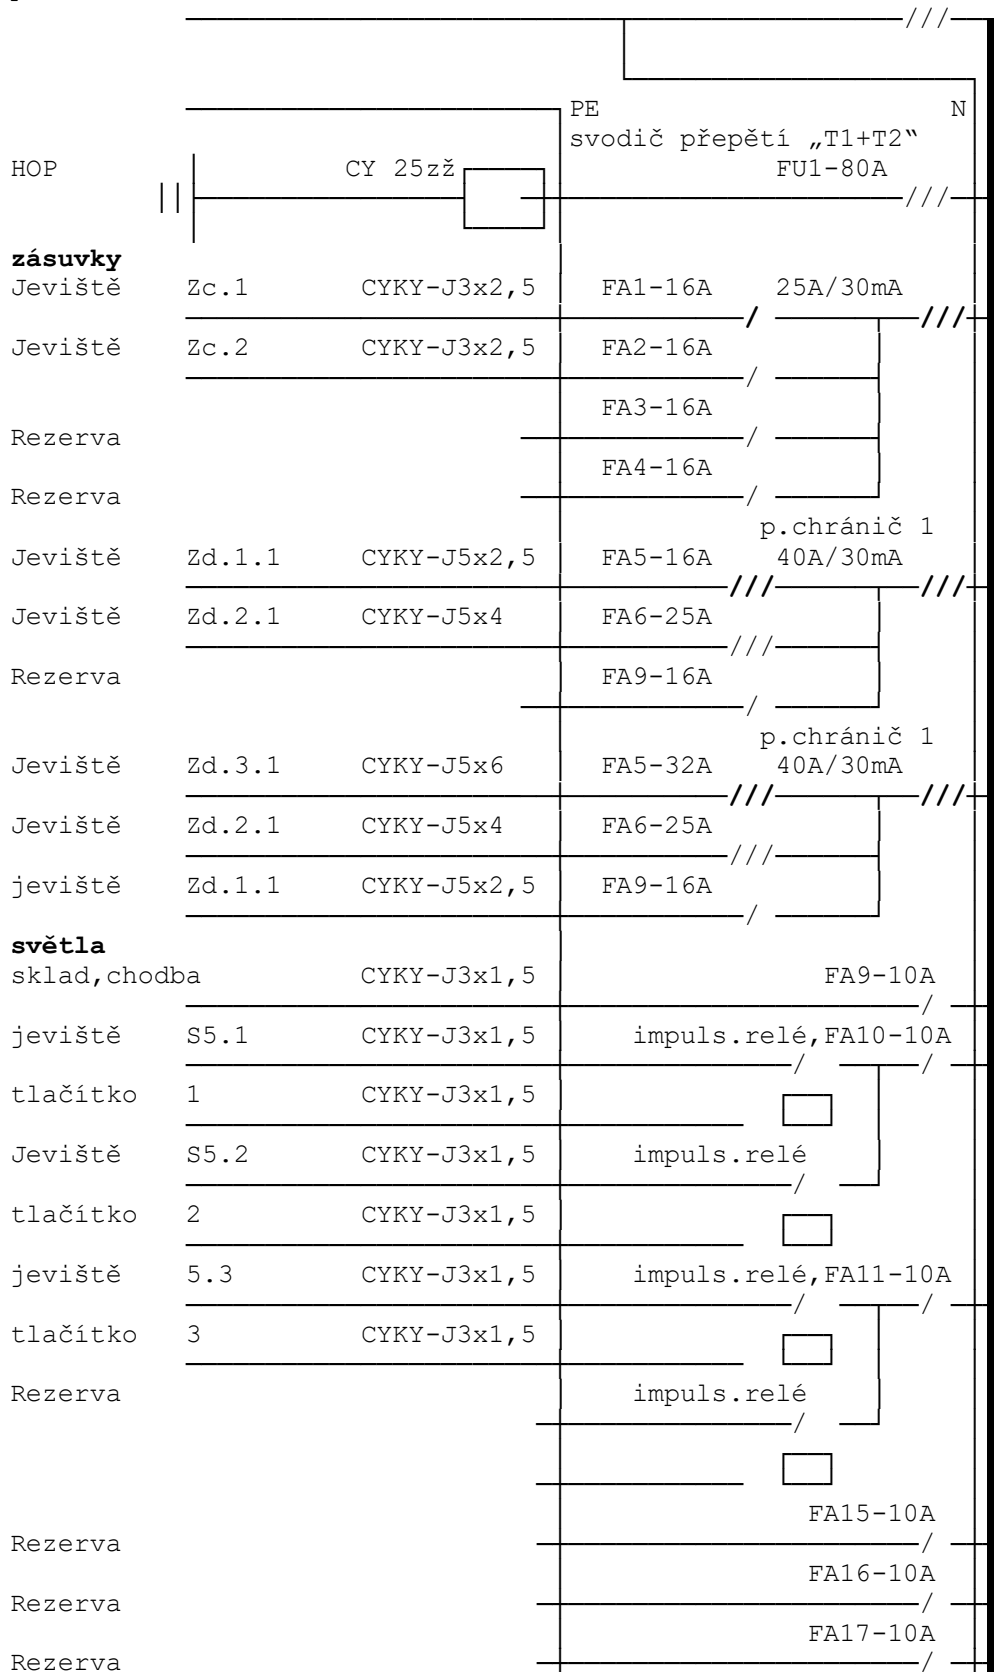 PE N
svodič přepětí „T1+T2“
HOP CY 25zž FU1-80A
zásuvky
Jeviště Zc.1 CYKY-J3x2,5 FA1-16A 25A/30mA
Jeviště Zc.2 CYKY-J3x2,5 FA2-16A
FA3-16A
Rezerva
FA4-16A
Rezerva
p.chránič 1
Jeviště Zd.1.1 CYKY-J5x2,5 FA5-16A 40A/30mA
Jeviště Zd.2.1 CYKY-J5x4 FA6-25A
Rezerva FA9-16A
p.chránič 1
Jeviště Zd.3.1 CYKY-J5x6 FA5-32A 40A/30mA
Jeviště Zd.2.1 CYKY-J5x4 FA6-25A
jeviště Zd.1.1 CYKY-J5x2,5 FA9-16A
světla
sklad,chodba CYKY-J3x1,5 FA9-10A
jeviště S5.1 CYKY-J3x1,5 impuls.relé,FA10-10A
tlačítko 1 CYKY-J3x1,5
Jeviště S5.2 CYKY-J3x1,5 impuls.relé
tlačítko 2 CYKY-J3x1,5
jeviště 5.3 CYKY-J3x1,5 impuls.relé,FA11-10A
tlačítko 3 CYKY-J3x1,5
Rezerva impuls.relé
FA15-10A
Rezerva
FA16-10A
Rezerva
FA17-10A
Rezerva